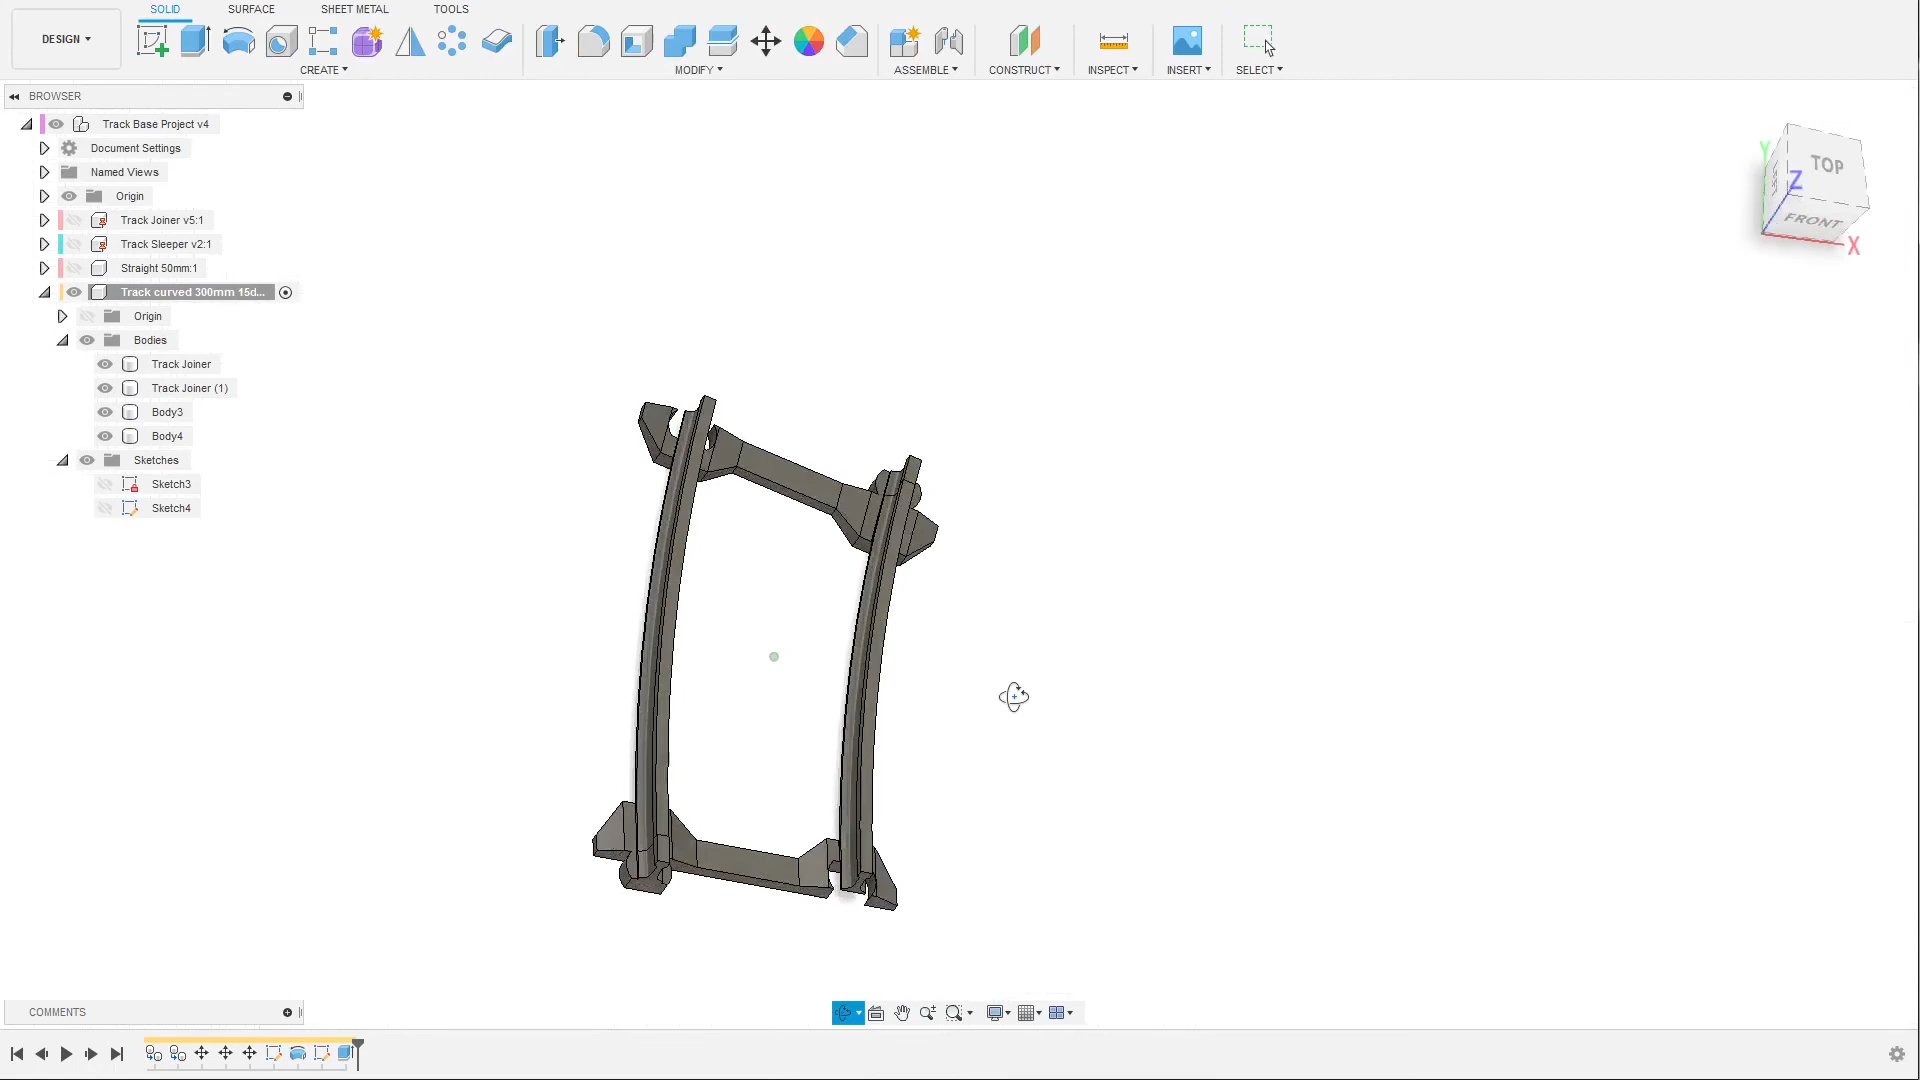 SOLID SURFACE SHEET METAL TOOLS
DESIGN
CREATE MODIFY ASSEMBLE CONSTRUCT INSPECT INSERT SELECT
BROWSER
Track Base Project v4
Document Settings
Named Views
Origin
Track Joiner v5:1
Track Sleeper v2:1
Straight 50mm:1
Track curved 300mm 15d...
Origin
Bodies
Track Joiner
Track Joiner (1)
Body3
Body4
Sketches
Sketch3
Sketch4
Y
TOP
Z
FRONT
X
COMMENTS